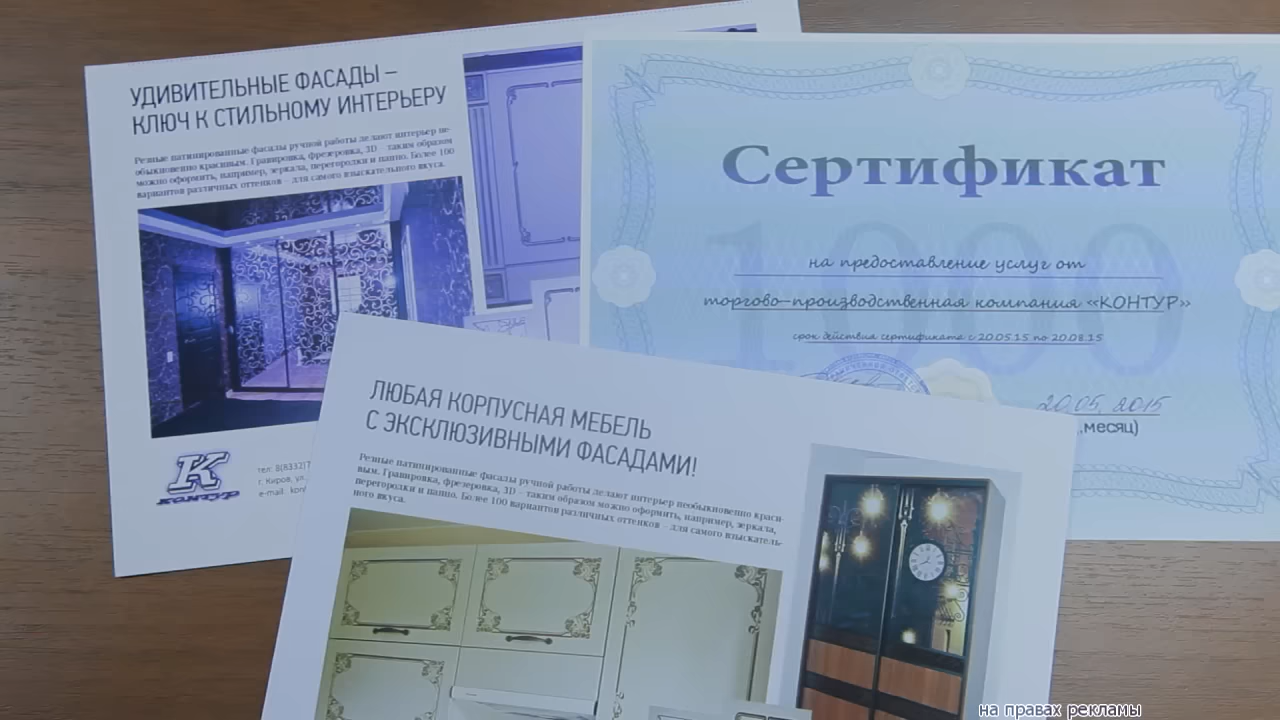 УДИВИТЕЛЬНЫЕ ФАСАДЫ –
КЛЮЧ К СТИЛЬНОМУ ИНТЕРЬЕРУ
Резные патинированные фасады ручной работы делают интерьер не-
обыкновенно красивым. Гравировка, фрезеровка, 3D – таким образом
можно оформить, например, зеркала, перегородки и панно. Более 100
вариантов различных оттенков – для самого взыскательного вкуса.
К
контур
тел: 8(8332)
г. Киров, ул.
e-mail:
Сертификат
1000
на предоставление услуг от
торгово-производственная компания «КОНТУР»
срок действия сертификата с 20.05.15 по 20.08.15
20.05.2015
,месяц)
ЛЮБАЯ КОРПУСНАЯ МЕБЕЛЬ
С ЭКСКЛЮЗИВНЫМИ ФАСАДАМИ!
Резные патинированные фасады ручной работы делают интерьер необыкновенно краси-
вым. Гравировка, фрезеровка, 3D – таким образом можно оформить, например, зеркала,
перегородки и панно. Более 100 вариантов различных оттенков – для самого взыскатель-
ного вкуса.
на правах рекламы